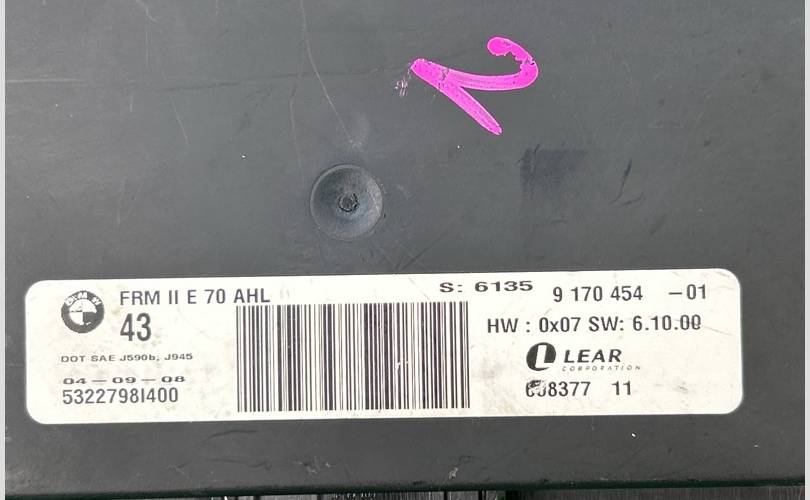 2
BMW
FRM II E 70 AHL
S: 6135 9 170 454 -01
43
HW : 0x07 SW: 6.10.00
DOT SAE J590b, J945
LEAR
CORPORATION
04-09-08
53227981400
11